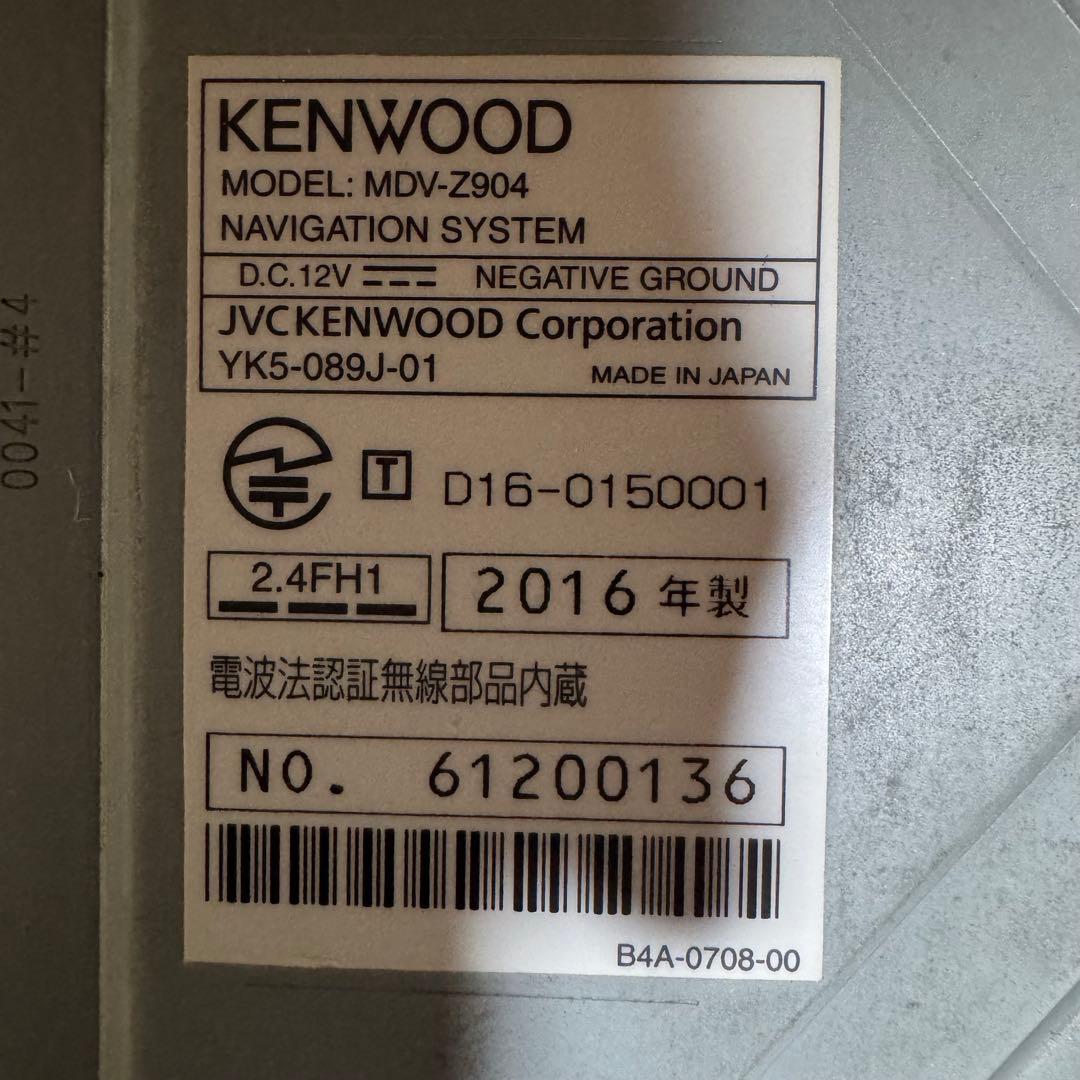 KENWOOD
MODEL: MDV-Z904
NAVIGATION SYSTEM
D.C.12V NEGATIVE GROUND
JVCKENWOOD Corporation
YK5-089J-01 MADE IN JAPAN
T D16-0150001
2.4FH1 2016 年製
電波法認証無線部品内蔵
NO. 61200136
B4A-0708-00
0041-#4